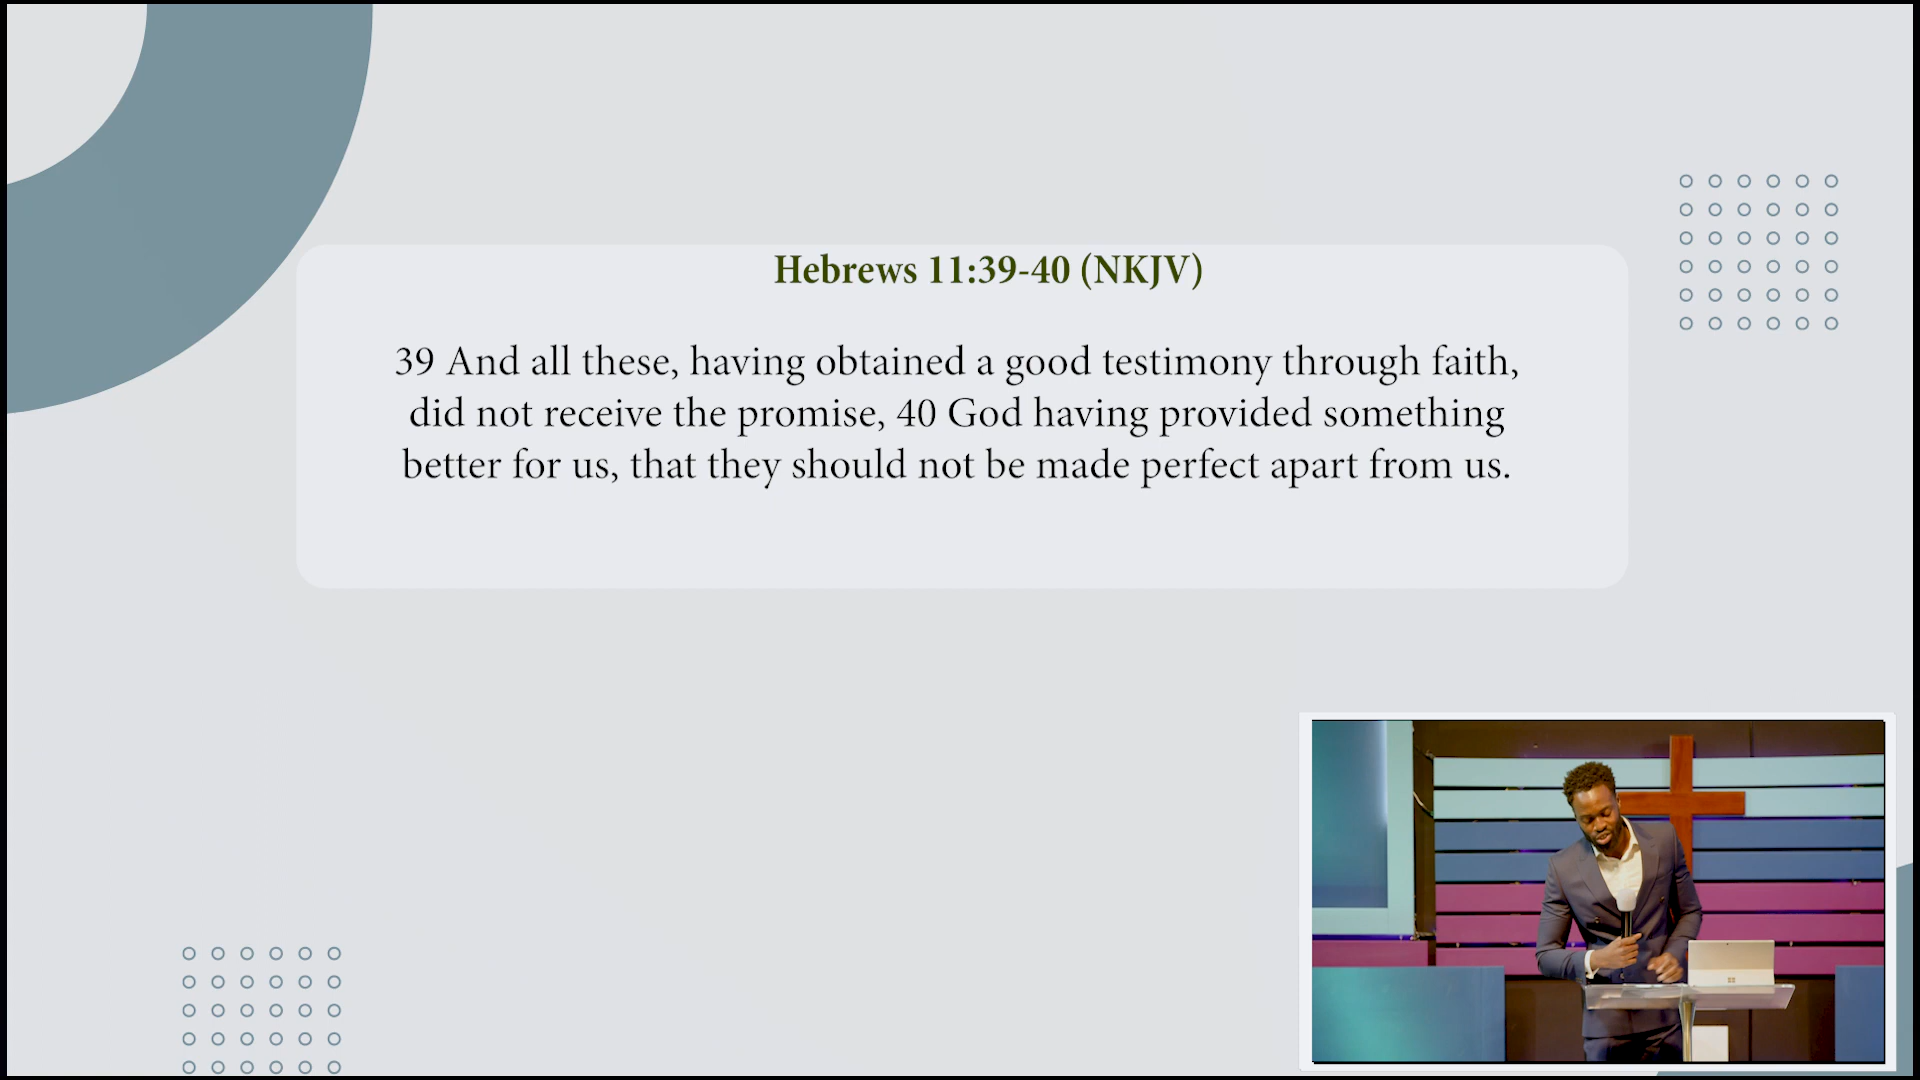 Hebrews 11:39-40 (NKJV)
39 And all these, having obtained a good testimony through faith,
did not receive the promise, 40 God having provided something
better for us, that they should not be made perfect apart from us.